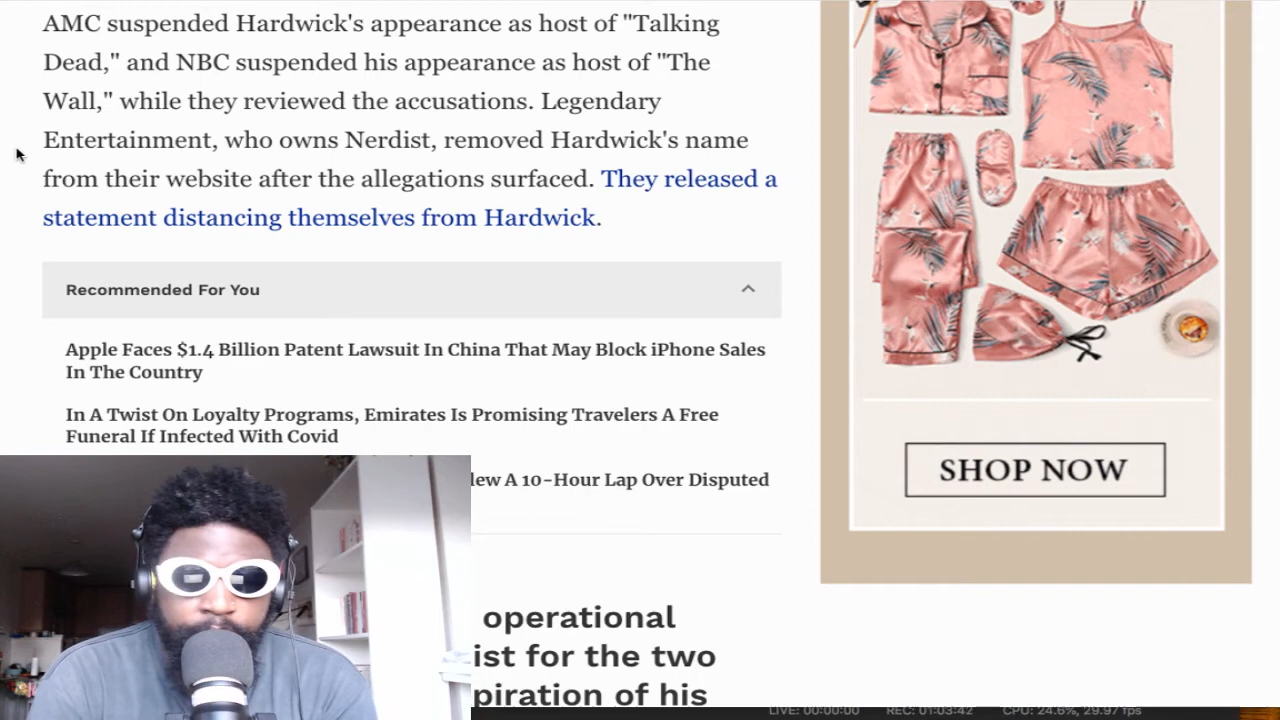 AMC suspended Hardwick's appearance as host of "Talking
Dead," and NBC suspended his appearance as host of "The
Wall," while they reviewed the accusations. Legendary
Entertainment, who owns Nerdist, removed Hardwick's name
from their website after the allegations surfaced. They released a
statement distancing themselves from Hardwick.
Recommended For You
Apple Faces $1.4 Billion Patent Lawsuit In China That May Block iPhone Sales
In The Country
In A Twist On Loyalty Programs, Emirates Is Promising Travelers A Free
Funeral If Infected With Covid
A 10-Hour Lap Over Disputed
operational
for the two
of his
SHOP NOW
LIVE: 00:00:00 REC: 01:03:42 CPU: 24.6%, 29.97 fps